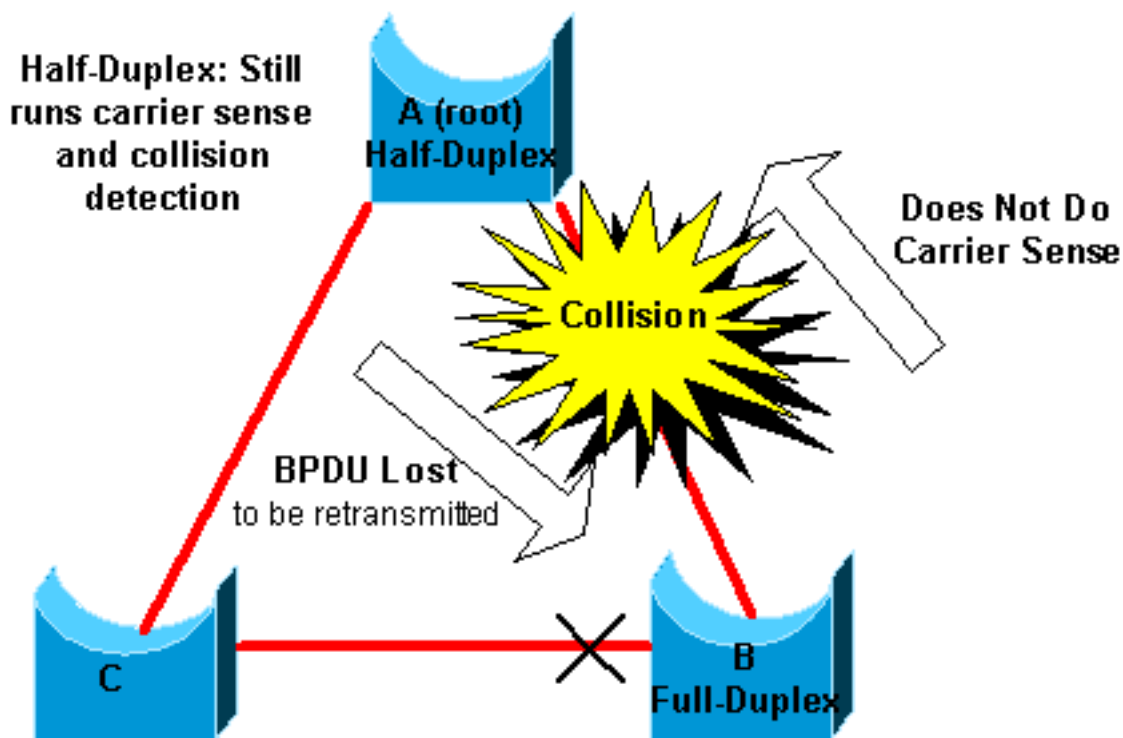 Half-Duplex: Still
runs carrier sense
and collision
detection
A (root)
Half-Duplex
Does Not Do
Carrier Sense
Collision
BPDU Lost
to be retransmitted
C
B
Full-Duplex